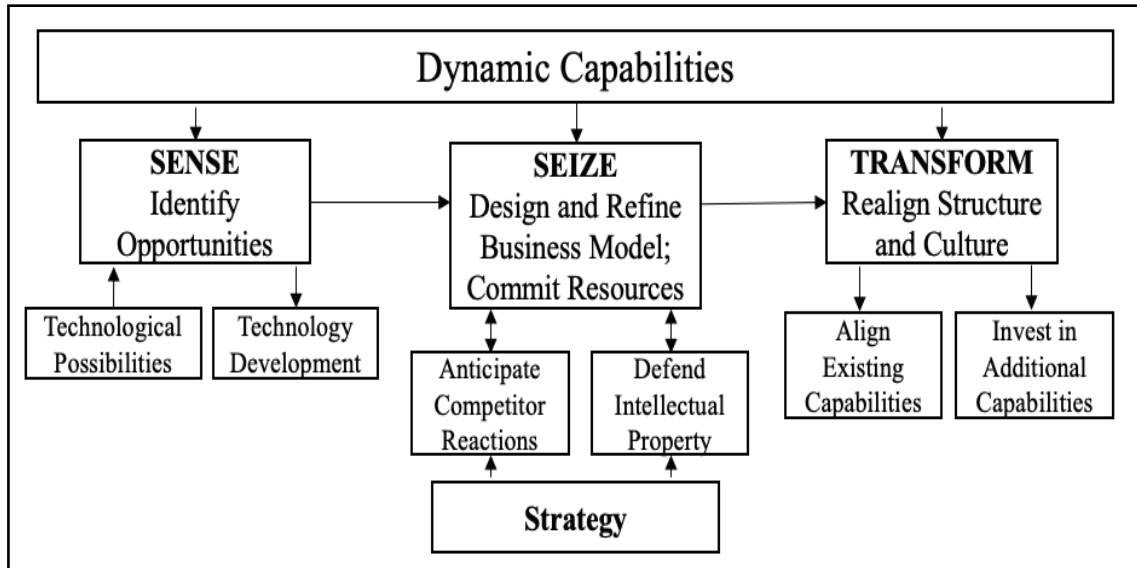 Dynamic Capabilities
SENSE
Identify
Opportunities
SEIZE
Design and Refine
Business Model;
Commit Resources
TRANSFORM
Realign Structure
and Culture
Technological
Possibilities
Technology
Development
Anticipate
Competitor
Reactions
Defend
Intellectual
Property
Align
Existing
Capabilities
Invest in
Additional
Capabilities
Strategy